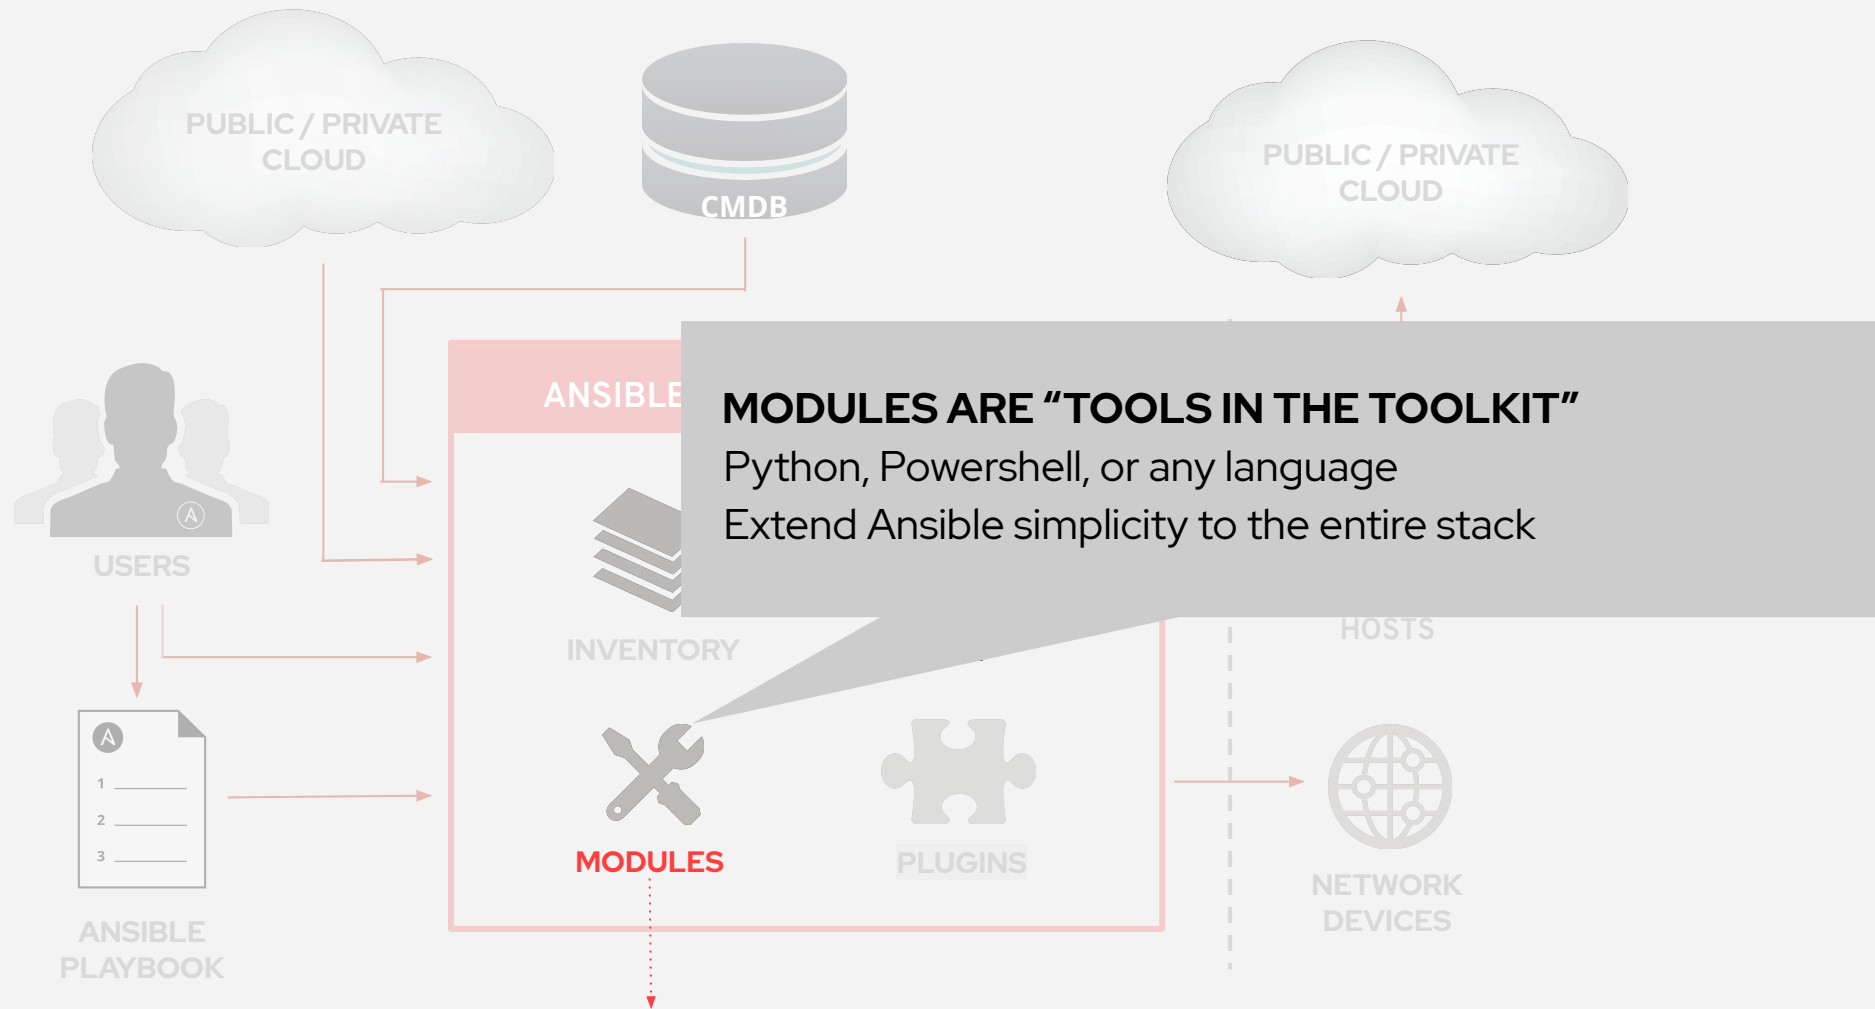 PUBLIC / PRIVATE
CLOUD
CMDB
PUBLIC / PRIVATE
CLOUD
ANSIBLE
MODULES ARE “TOOLS IN THE TOOLKIT”
Python, Powershell, or any language
Extend Ansible simplicity to the entire stack
USERS
INVENTORY
HOSTS
1
2
3
MODULES
PLUGINS
NETWORK
DEVICES
ANSIBLE
PLAYBOOK